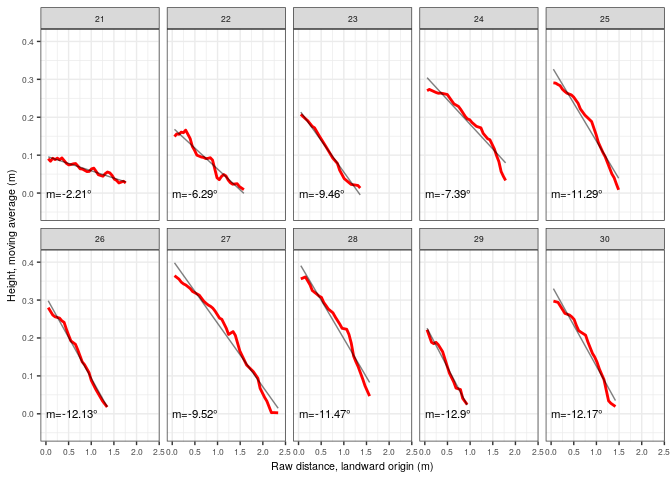 21 22 23 24 25
0.4
0.3
0.2
0.1
0.0
m=-2.21° m=-6.29° m=-9.46° m=-7.39° m=-11.29°
26 27 28 29 30
0.4
0.3
0.2
0.1
0.0
m=-12.13° m=-9.52° m=-11.47° m=-12.9° m=-12.17°
0.0 0.5 1.0 1.5 2.0 2.5 0.0 0.5 1.0 1.5 2.0 2.5 0.0 0.5 1.0 1.5 2.0 2.5 0.0 0.5 1.0 1.5 2.0 2.5 0.0 0.5 1.0 1.5 2.0 2.5
Raw distance, landward origin (m)
Height, moving average (m)